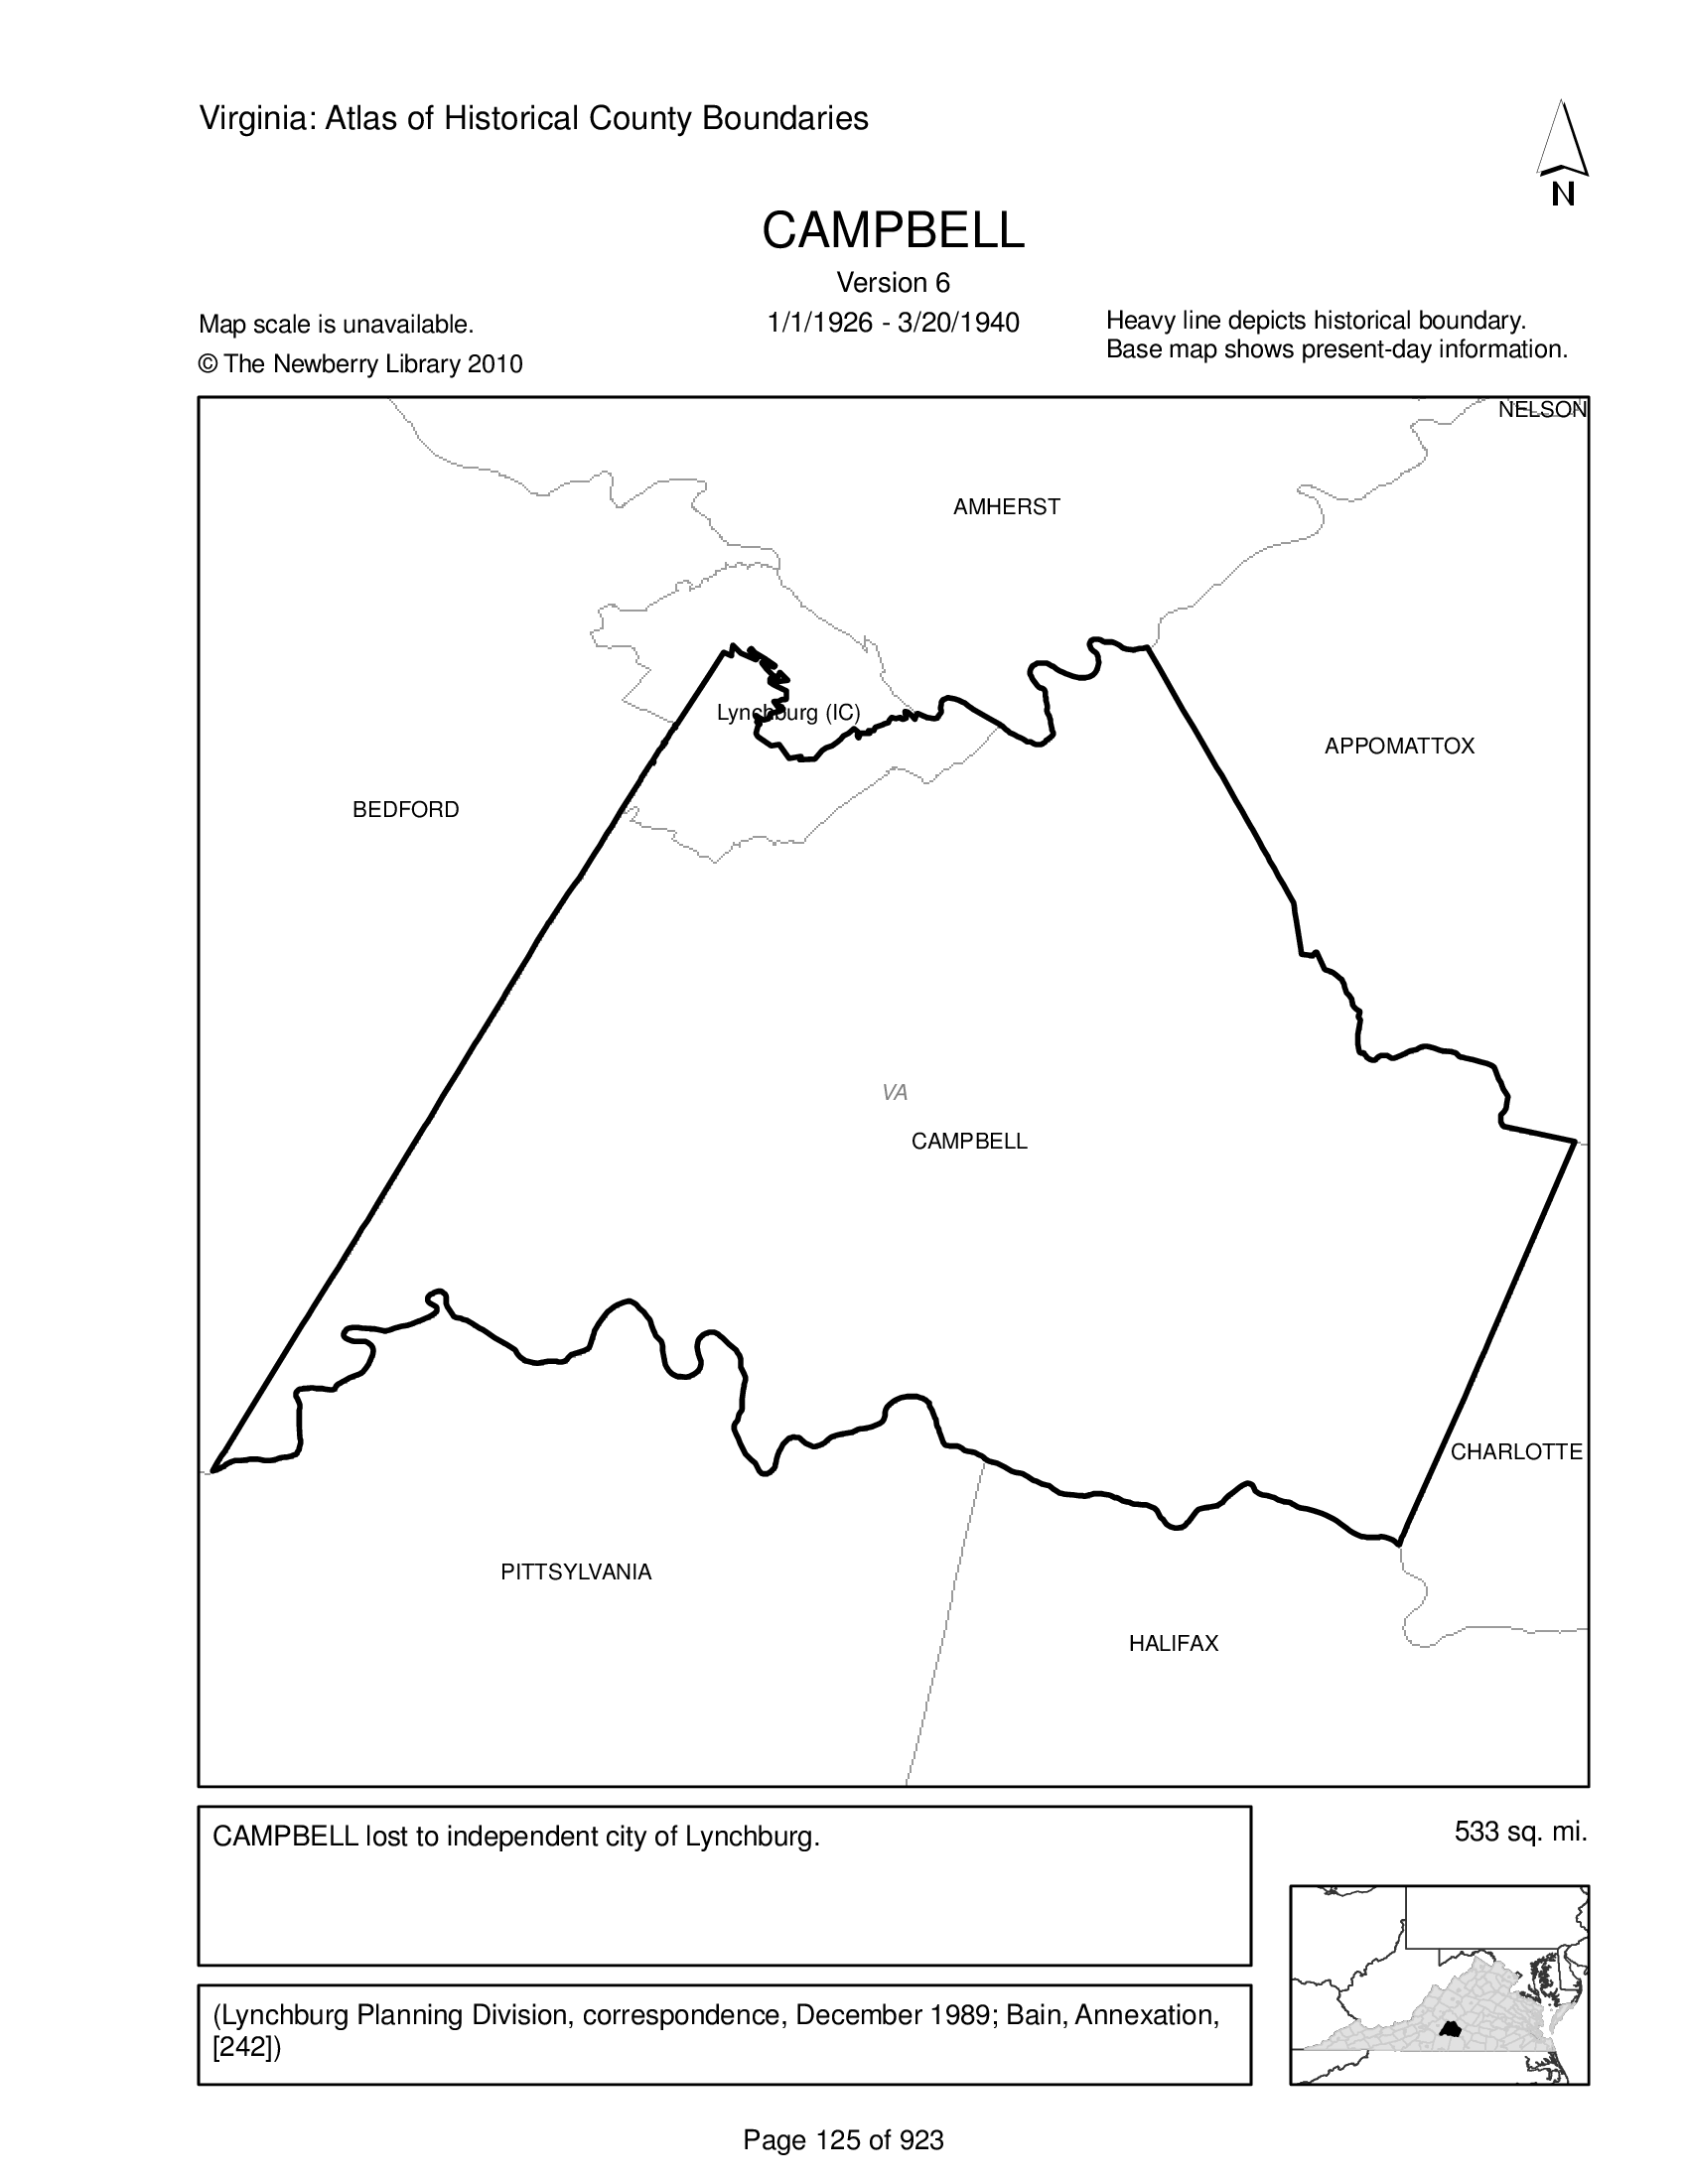 Virginia: Atlas of Historical County Boundaries
N
CAMPBELL
Version 6
1/1/1926 - 3/20/1940
Map scale is unavailable.
© The Newberry Library 2010
Heavy line depicts historical boundary.
Base map shows present-day information.
NELSON
AMHERST
Lynchburg (IC)
APPOMATTOX
BEDFORD
VA
CAMPBELL
CHARLOTTE
PITTSYLVANIA
HALIFAX
CAMPBELL lost to independent city of Lynchburg.
533 sq. mi.
(Lynchburg Planning Division, correspondence, December 1989; Bain, Annexation,
[242])
Page 125 of 923